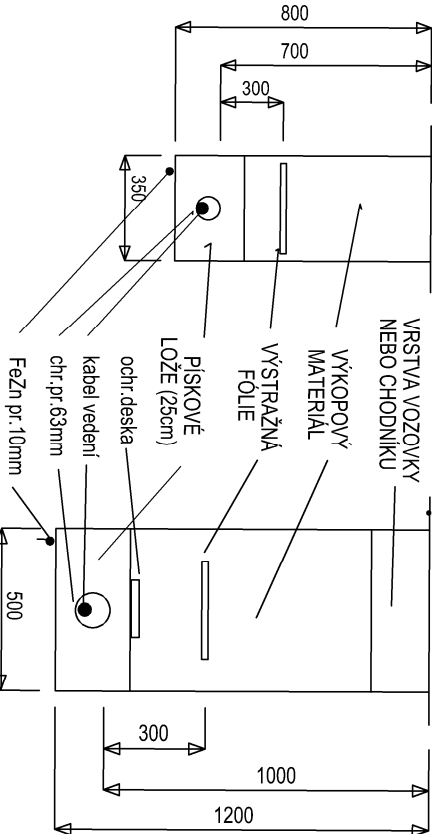 800
700
300
350
VRSTVA VOZOVKY
NEBO CHODNÍKU
VÝKOPOVÝ
MATERIÁL
VÝSTRAŽNÁ
FÓLIE
PÍSKOVÉ
LOŽE (25cm)
ochr.deska
kabel vedení
chr.pr.63mm
FeZn pr.10mm
500
300
1000
1200